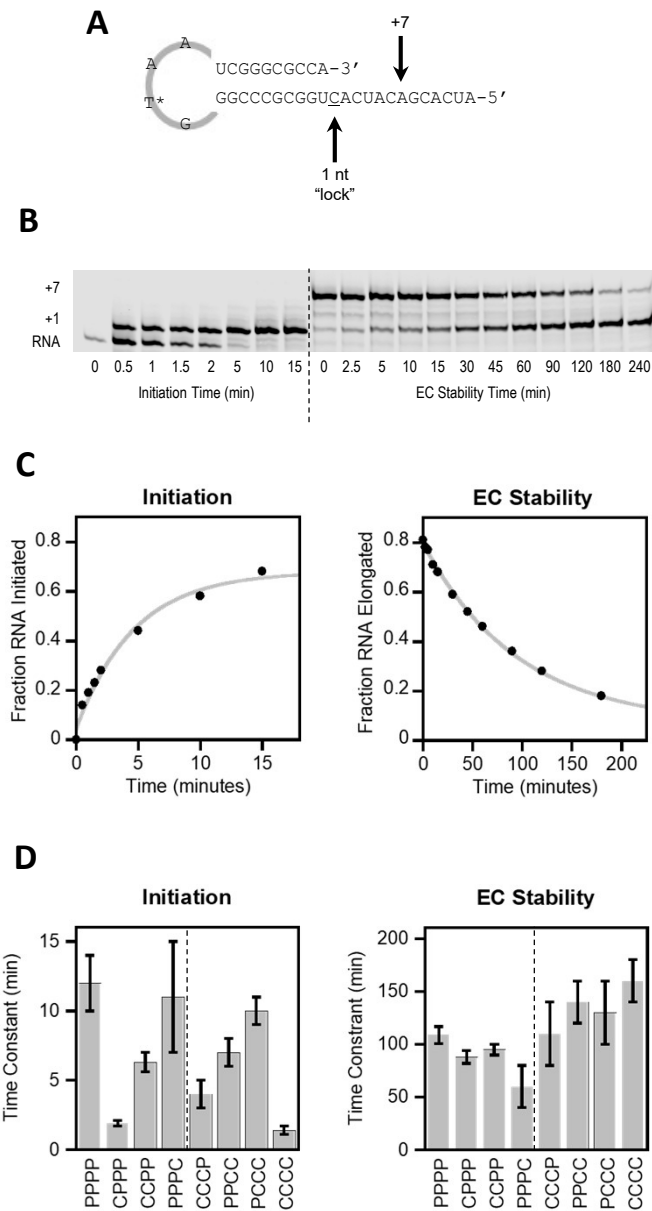 A
+7
A
A
T*
G
UCGGGCGCCA–3’
GGCCCGCGGUCACUACAGCACUA–5’
1 nt
“lock”
B
+7
+1
RNA
0 0.5 1 1.5 2 5 10 15 0 2.5 5 10 15 30 45 60 90 120 180 240
Initiation Time (min) EC Stability Time (min)
C
Initiation
Fraction RNA Initiated
0.8
0.6
0.4
0.2
0
0 5 10 15
Time (minutes)
EC Stability
Fraction RNA Elongated
0.8
0.6
0.4
0.2
0
0 50 100 150 200
Time (minutes)
D
Initiation
Time Constant (min)
15
10
5
0
PPPP CPPP CCPP PPPC CCCP PPCC PCCC CCCC
EC Stability
Time Constrant (min)
200
150
100
50
0
PPPP CPPP CCPP PPPC CCCP PPCC PCCC CCCC